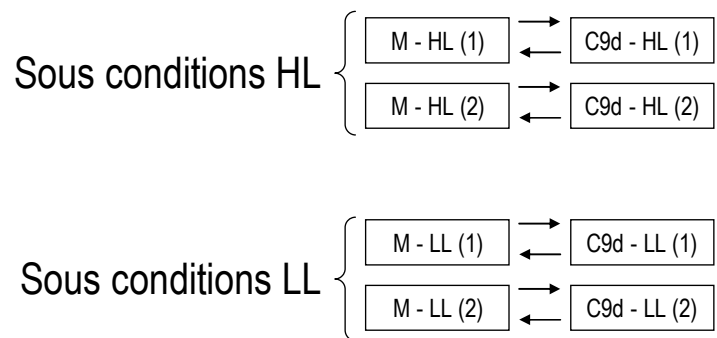 Sous conditions HL
M - HL (1) C9d - HL (1)
M - HL (2) C9d - HL (2)
Sous conditions LL
M - LL (1) C9d - LL (1)
M - LL (2) C9d - LL (2)